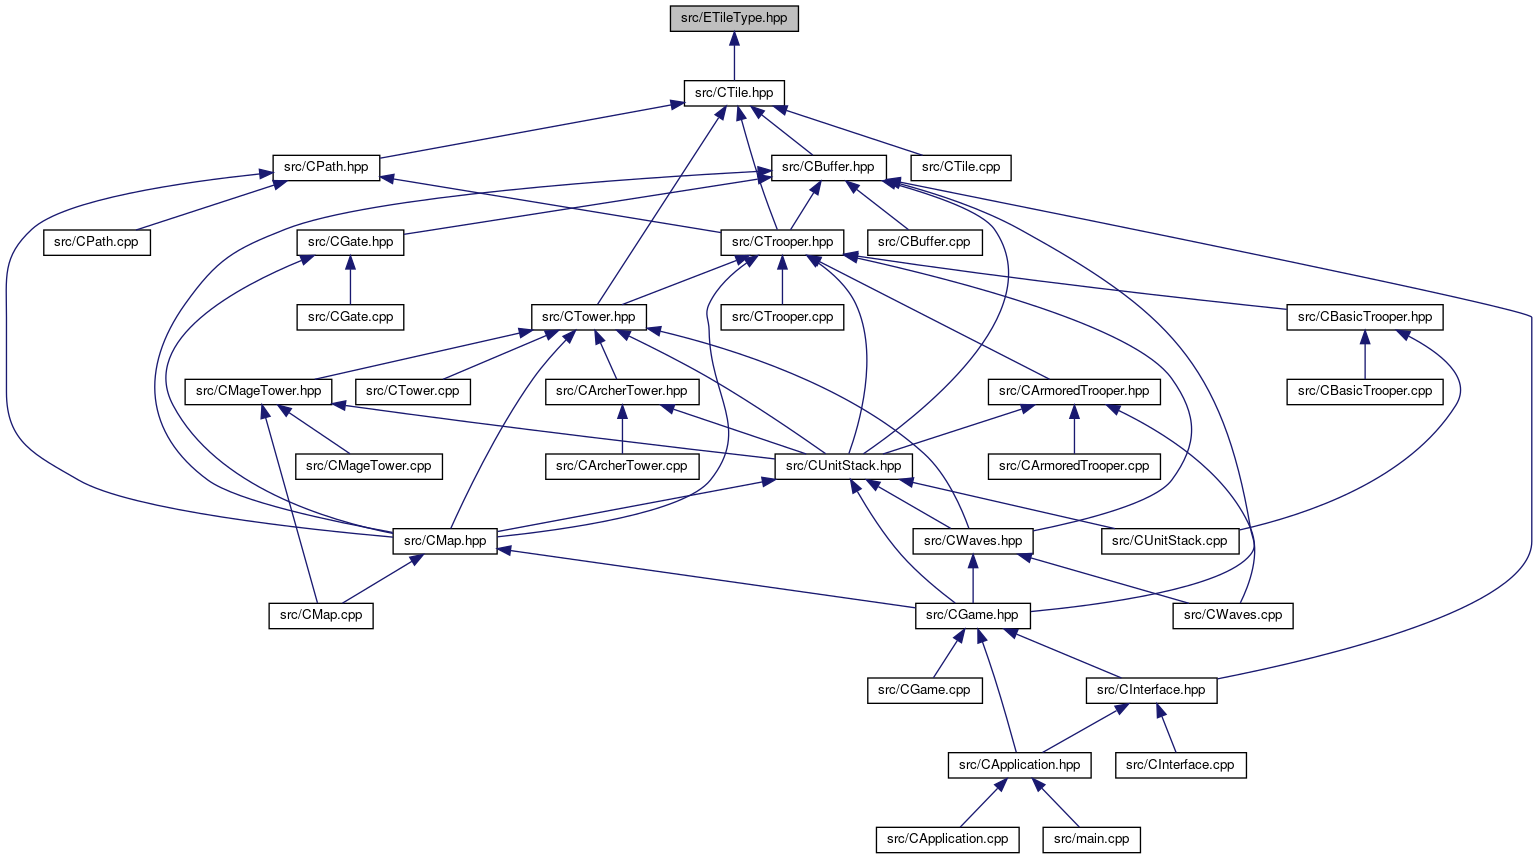 src/ETileType.hpp
src/CTile.hpp
src/CPath.hpp
src/CBuffer.hpp
src/CTile.cpp
src/CPath.cpp
src/CGate.hpp
src/CTrooper.hpp
src/CBuffer.cpp
src/CGate.cpp
src/CTower.hpp
src/CTrooper.cpp
src/CBasicTrooper.hpp
src/CMageTower.hpp
src/CTower.cpp
src/CArcherTower.hpp
src/CArmoredTrooper.hpp
src/CBasicTrooper.cpp
src/CMageTower.cpp
src/CArcherTower.cpp
src/CUnitStack.hpp
src/CArmoredTrooper.cpp
src/CMap.hpp
src/CWaves.hpp
src/CUnitStack.cpp
src/CMap.cpp
src/CGame.hpp
src/CWaves.cpp
src/CGame.cpp
src/CInterface.hpp
src/CApplication.hpp
src/CInterface.cpp
src/CApplication.cpp
src/main.cpp